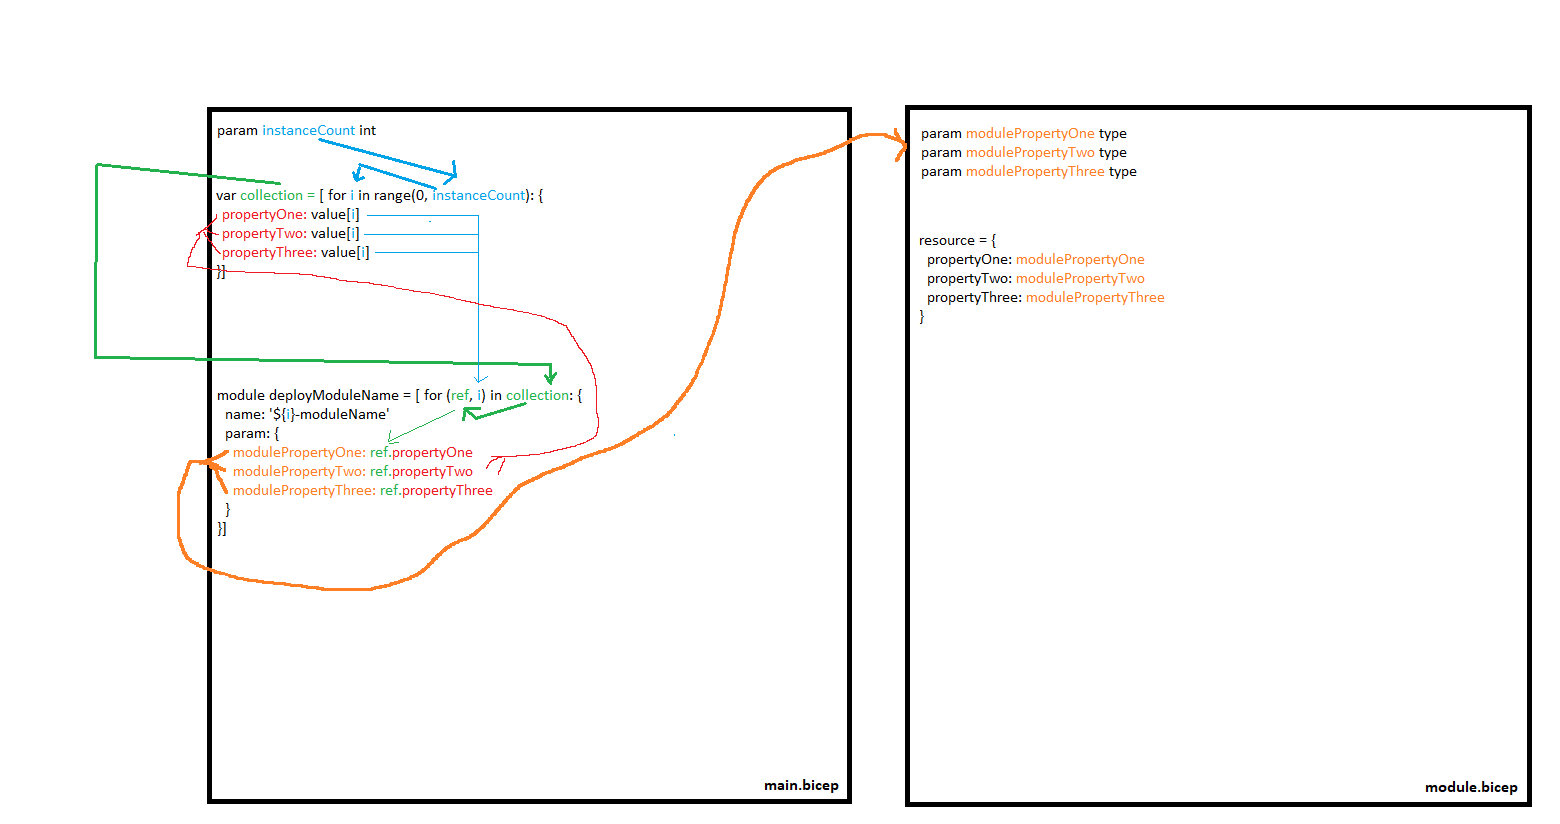 param instanceCount int
var collection = [ for i in range(0, instanceCount): {
propertyOne: value[i]
propertyTwo: value[i]
propertyThree: value[i]
}]
module deployModuleName = [ for (ref, i) in collection: {
name: '${i}-moduleName'
param: {
modulePropertyOne: ref.propertyOne
modulePropertyTwo: ref.propertyTwo
modulePropertyThree: ref.propertyThree
}
}]
main.bicep
param modulePropertyOne type
param modulePropertyTwo type
param modulePropertyThree type
resource = {
propertyOne: modulePropertyOne
propertyTwo: modulePropertyTwo
propertyThree: modulePropertyThree
}
module.bicep